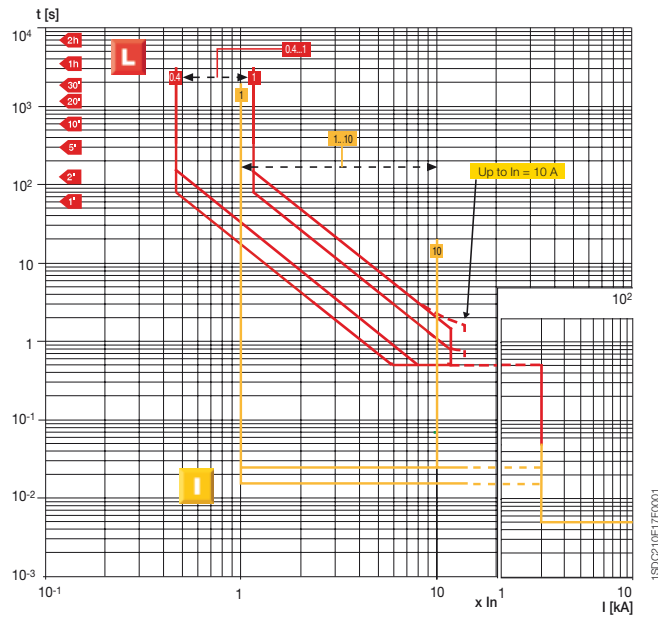 t [s]
10⁴
2h
L
0.4...1
1h
0.4
1
30'
20'
1
10³
10'
1...10
5'
Up to In = 10 A
2'
10²
1'
10
10
10²
1
10⁻¹
I
10⁻²
10⁻³
10⁻¹
1
10
1
10
x In
I [kA]
1SDC210E17F0001